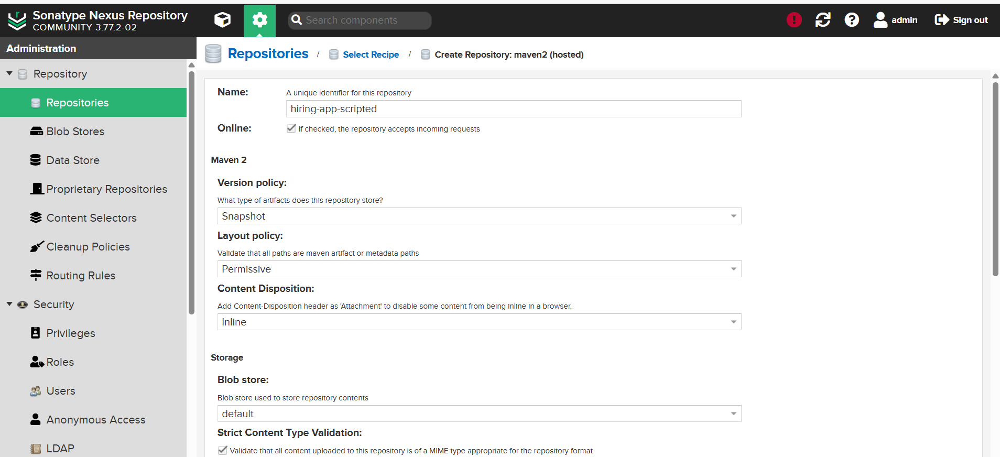 Sonatype Nexus Repository
COMMUNITY 3.77.2-02
Search components
admin
Sign out
Administration
Repositories / Select Recipe / Create Repository: maven2 (hosted)
Repository
Repositories
Blob Stores
Data Store
Proprietary Repositories
Content Selectors
Cleanup Policies
Routing Rules
Security
Privileges
Roles
Users
Anonymous Access
LDAP
Name:
A unique identifier for this repository
hiring-app-scripted
Online:
If checked, the repository accepts incoming requests
Maven 2
Version policy:
What type of artifacts does this repository store?
Snapshot
Layout policy:
Validate that all paths are maven artifact or metadata paths
Permissive
Content Disposition:
Add Content-Disposition header as 'Attachment' to disable some content from being inline in a browser.
Inline
Storage
Blob store:
Blob store used to store repository contents
default
Strict Content Type Validation:
Validate that all content uploaded to this repository is of a MIME type appropriate for the repository format